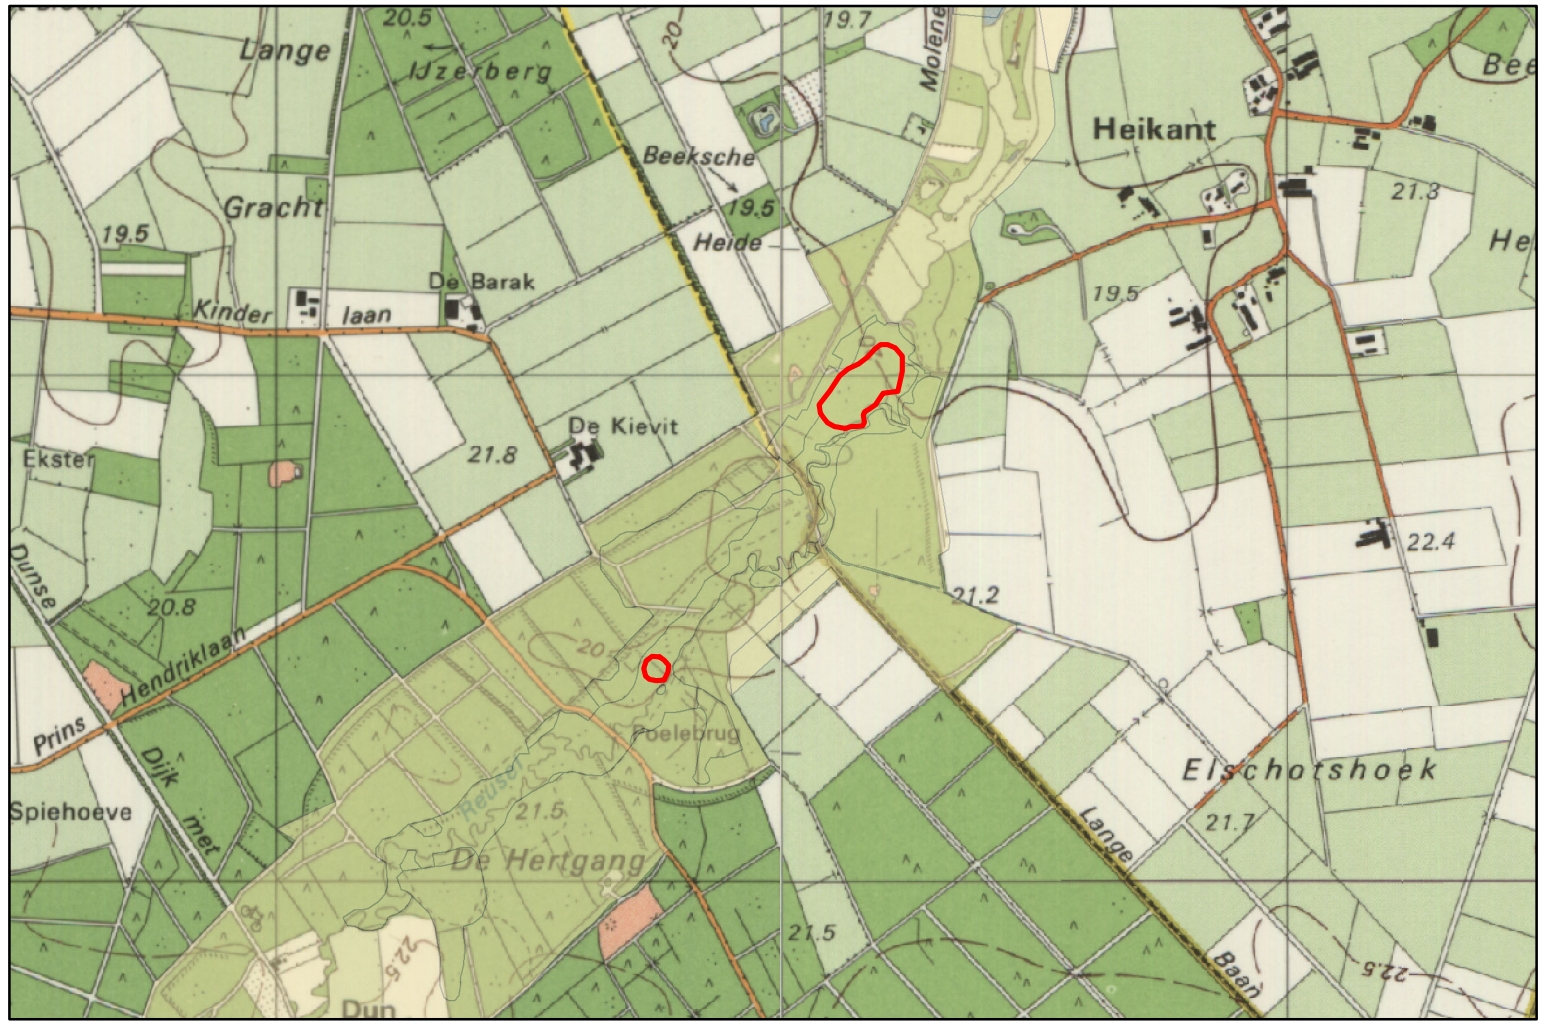 20.5
19.7
20
Lange
IJzerberg
Molene
Bee
Heikant
Beeksche
21.3
Gracht
19.5
19.5
Heide
He
De Barak
19.5
Kinder
laan
De Kievit
Ekster
21.8
22.4
Dunse
20.8
21.2
20
Hendriklaan
Prins
Poelebrug
Dijk
Elschotshoek
Reusel
Spiehoeve
21.5
met
Lange
21.7
De Hertgang
21.5
22.5
Baan
22.5
Dun